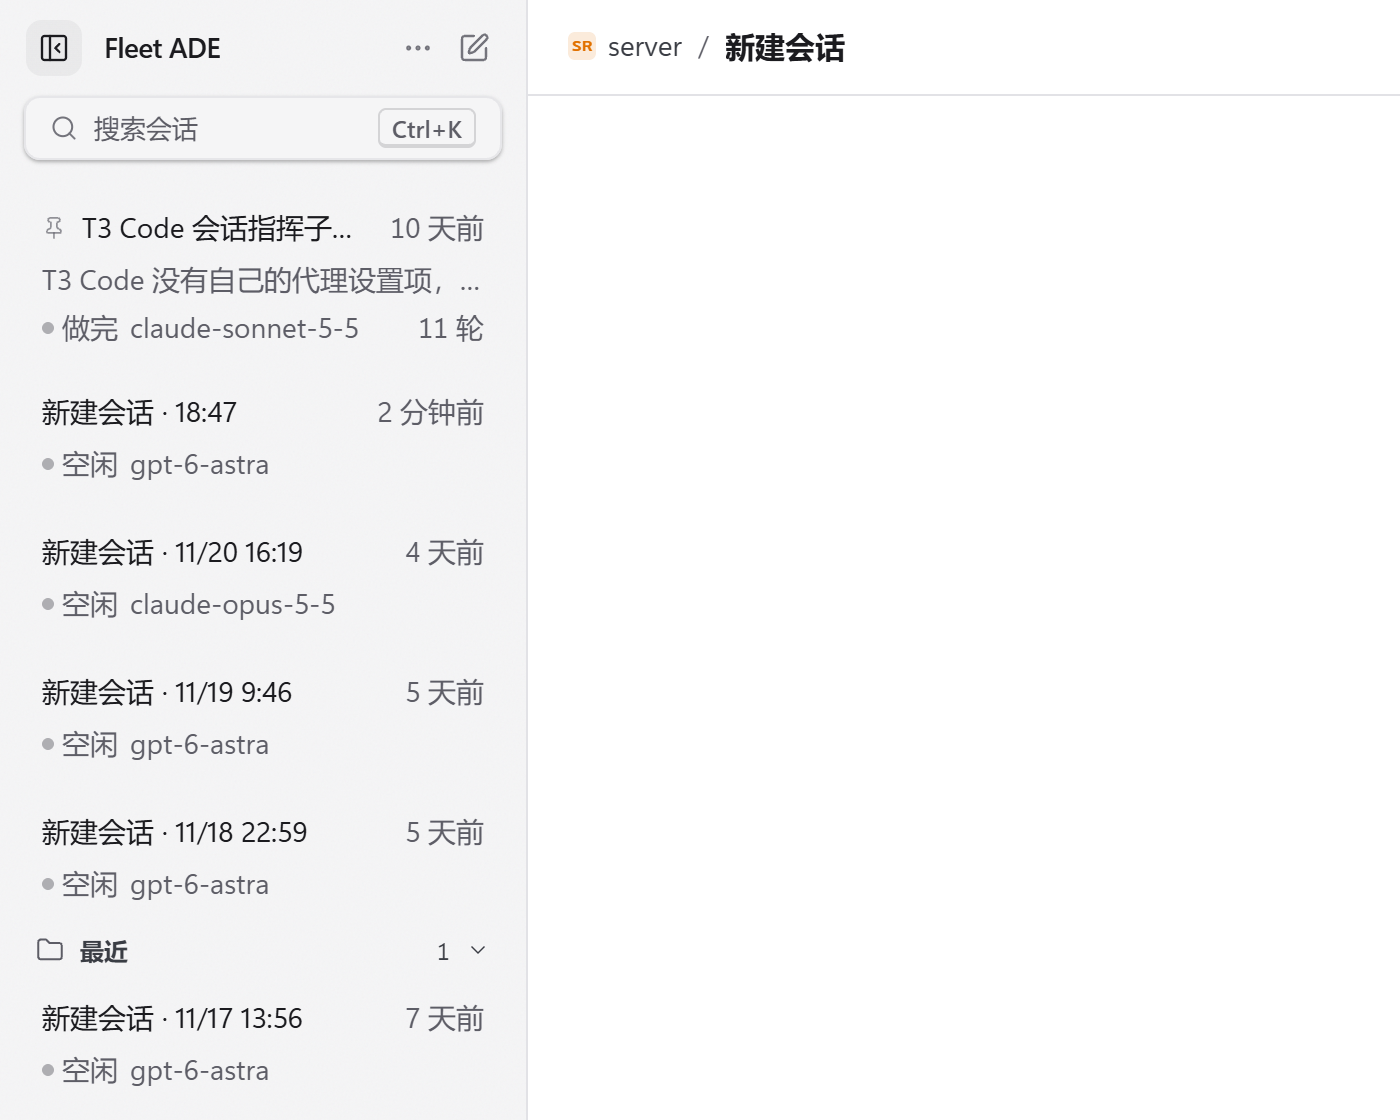 Fleet ADE
搜索会话 Ctrl+K
T3 Code 会话指挥子... 10 天前
T3 Code 没有自己的代理设置项，...
做完 claude-sonnet-5-5 11 轮
新建会话 · 18:47 2 分钟前
空闲 gpt-6-astra
新建会话 · 11/20 16:19 4 天前
空闲 claude-opus-5-5
新建会话 · 11/19 9:46 5 天前
空闲 gpt-6-astra
新建会话 · 11/18 22:59 5 天前
空闲 gpt-6-astra
最近 1
新建会话 · 11/17 13:56 7 天前
空闲 gpt-6-astra
SR server / 新建会话